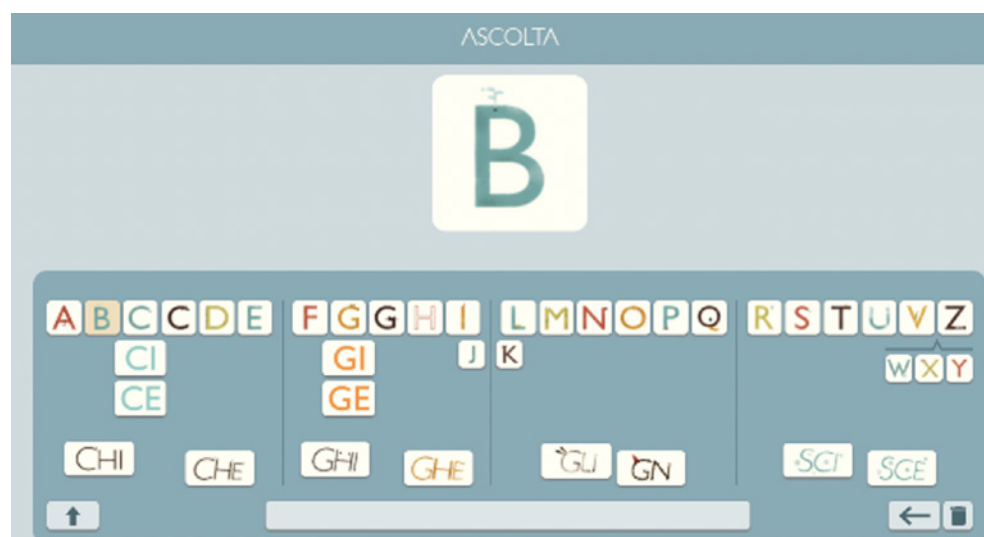 ASCOLTA
B
A B C C D E F G G H I L M N O P Q R S T U V Z
CI GI J K W X Y
CE GE
CHI CHE GHI GHE GLI GN SCI SCE